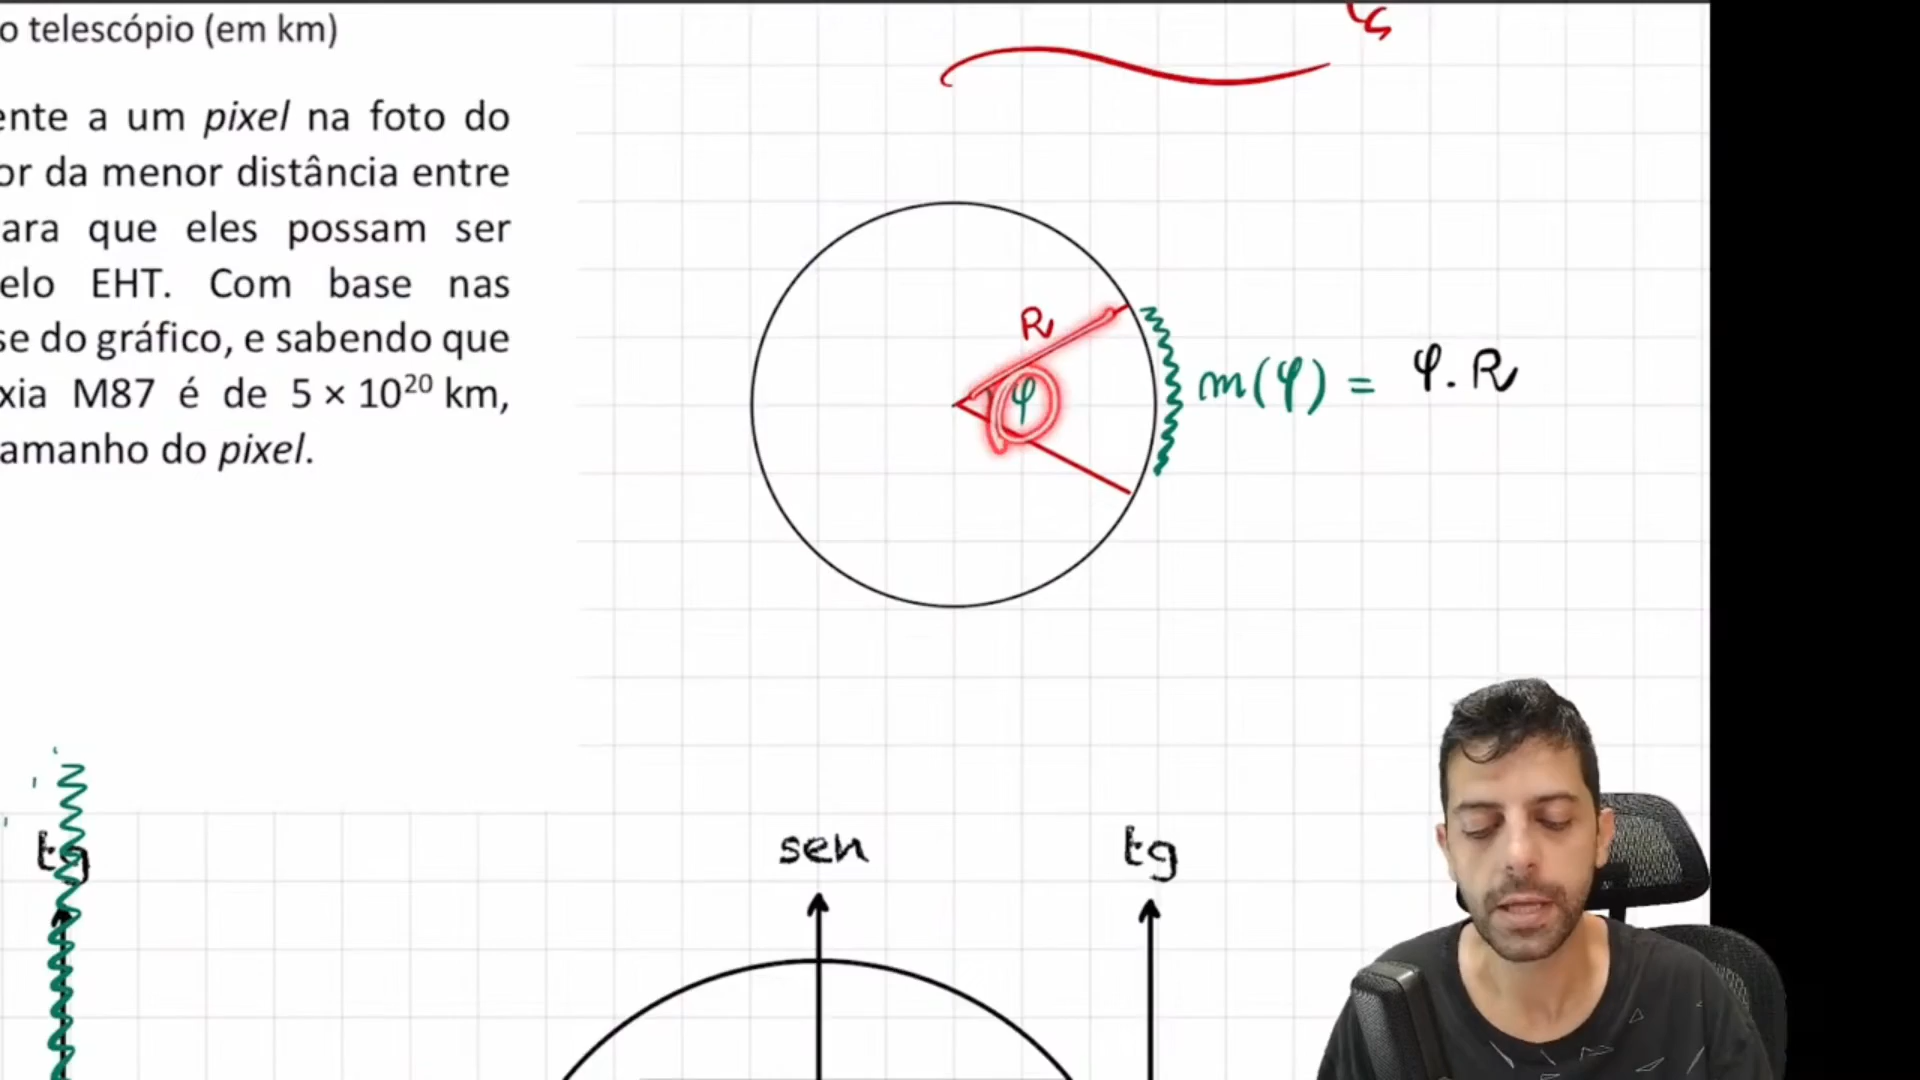 o telescópio (em km)
ente a um pixel na foto do
or da menor distância entre
ara que eles possam ser
elo EHT. Com base nas
se do gráfico, e sabendo que
xia M87 é de 5 × 10²⁰ km,
amanho do pixel.
R
φ
m(φ) = φ.R
tg
sen
tg